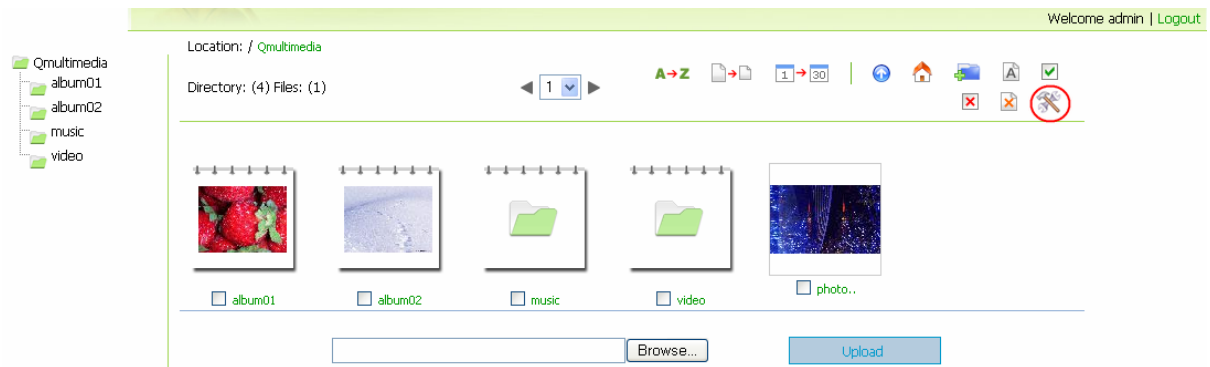 Welcome admin | Logout
Location: / Qmultimedia
Directory: (4) Files: (1)
1
A→Z
1→30
A
Qmultimedia
album01
album02
music
video
album01
album02
music
video
photo..
Browse...
Upload